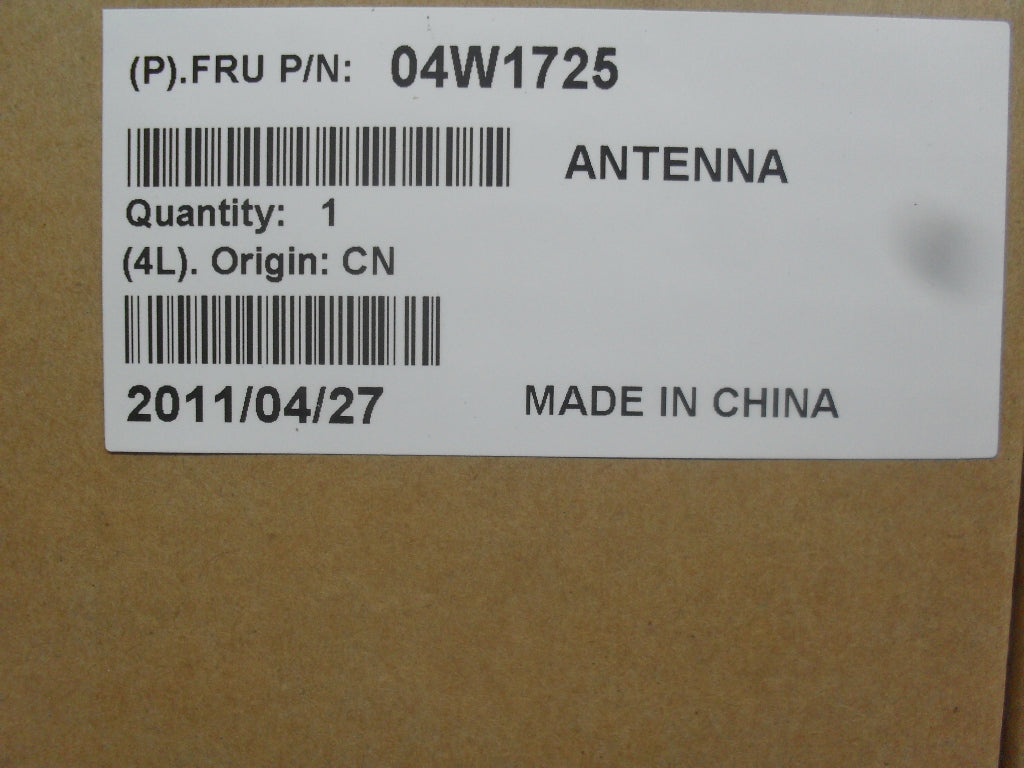 (P).FRU P/N: 04W1725
ANTENNA
Quantity: 1
(4L). Origin: CN
2011/04/27 MADE IN CHINA